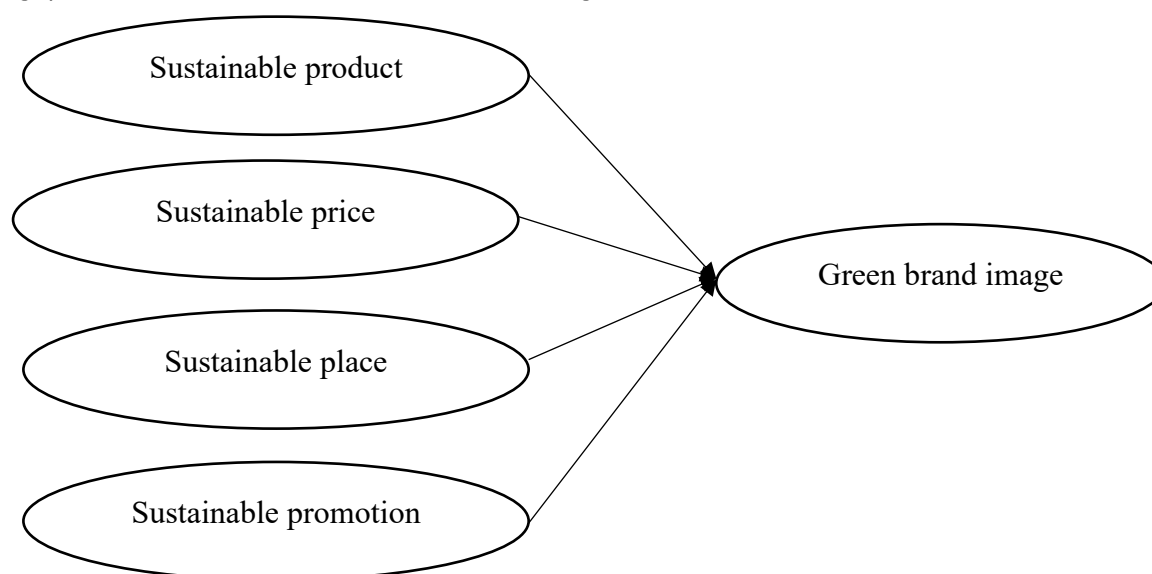 Sustainable product
Sustainable price
Green brand image
Sustainable place
Sustainable promotion